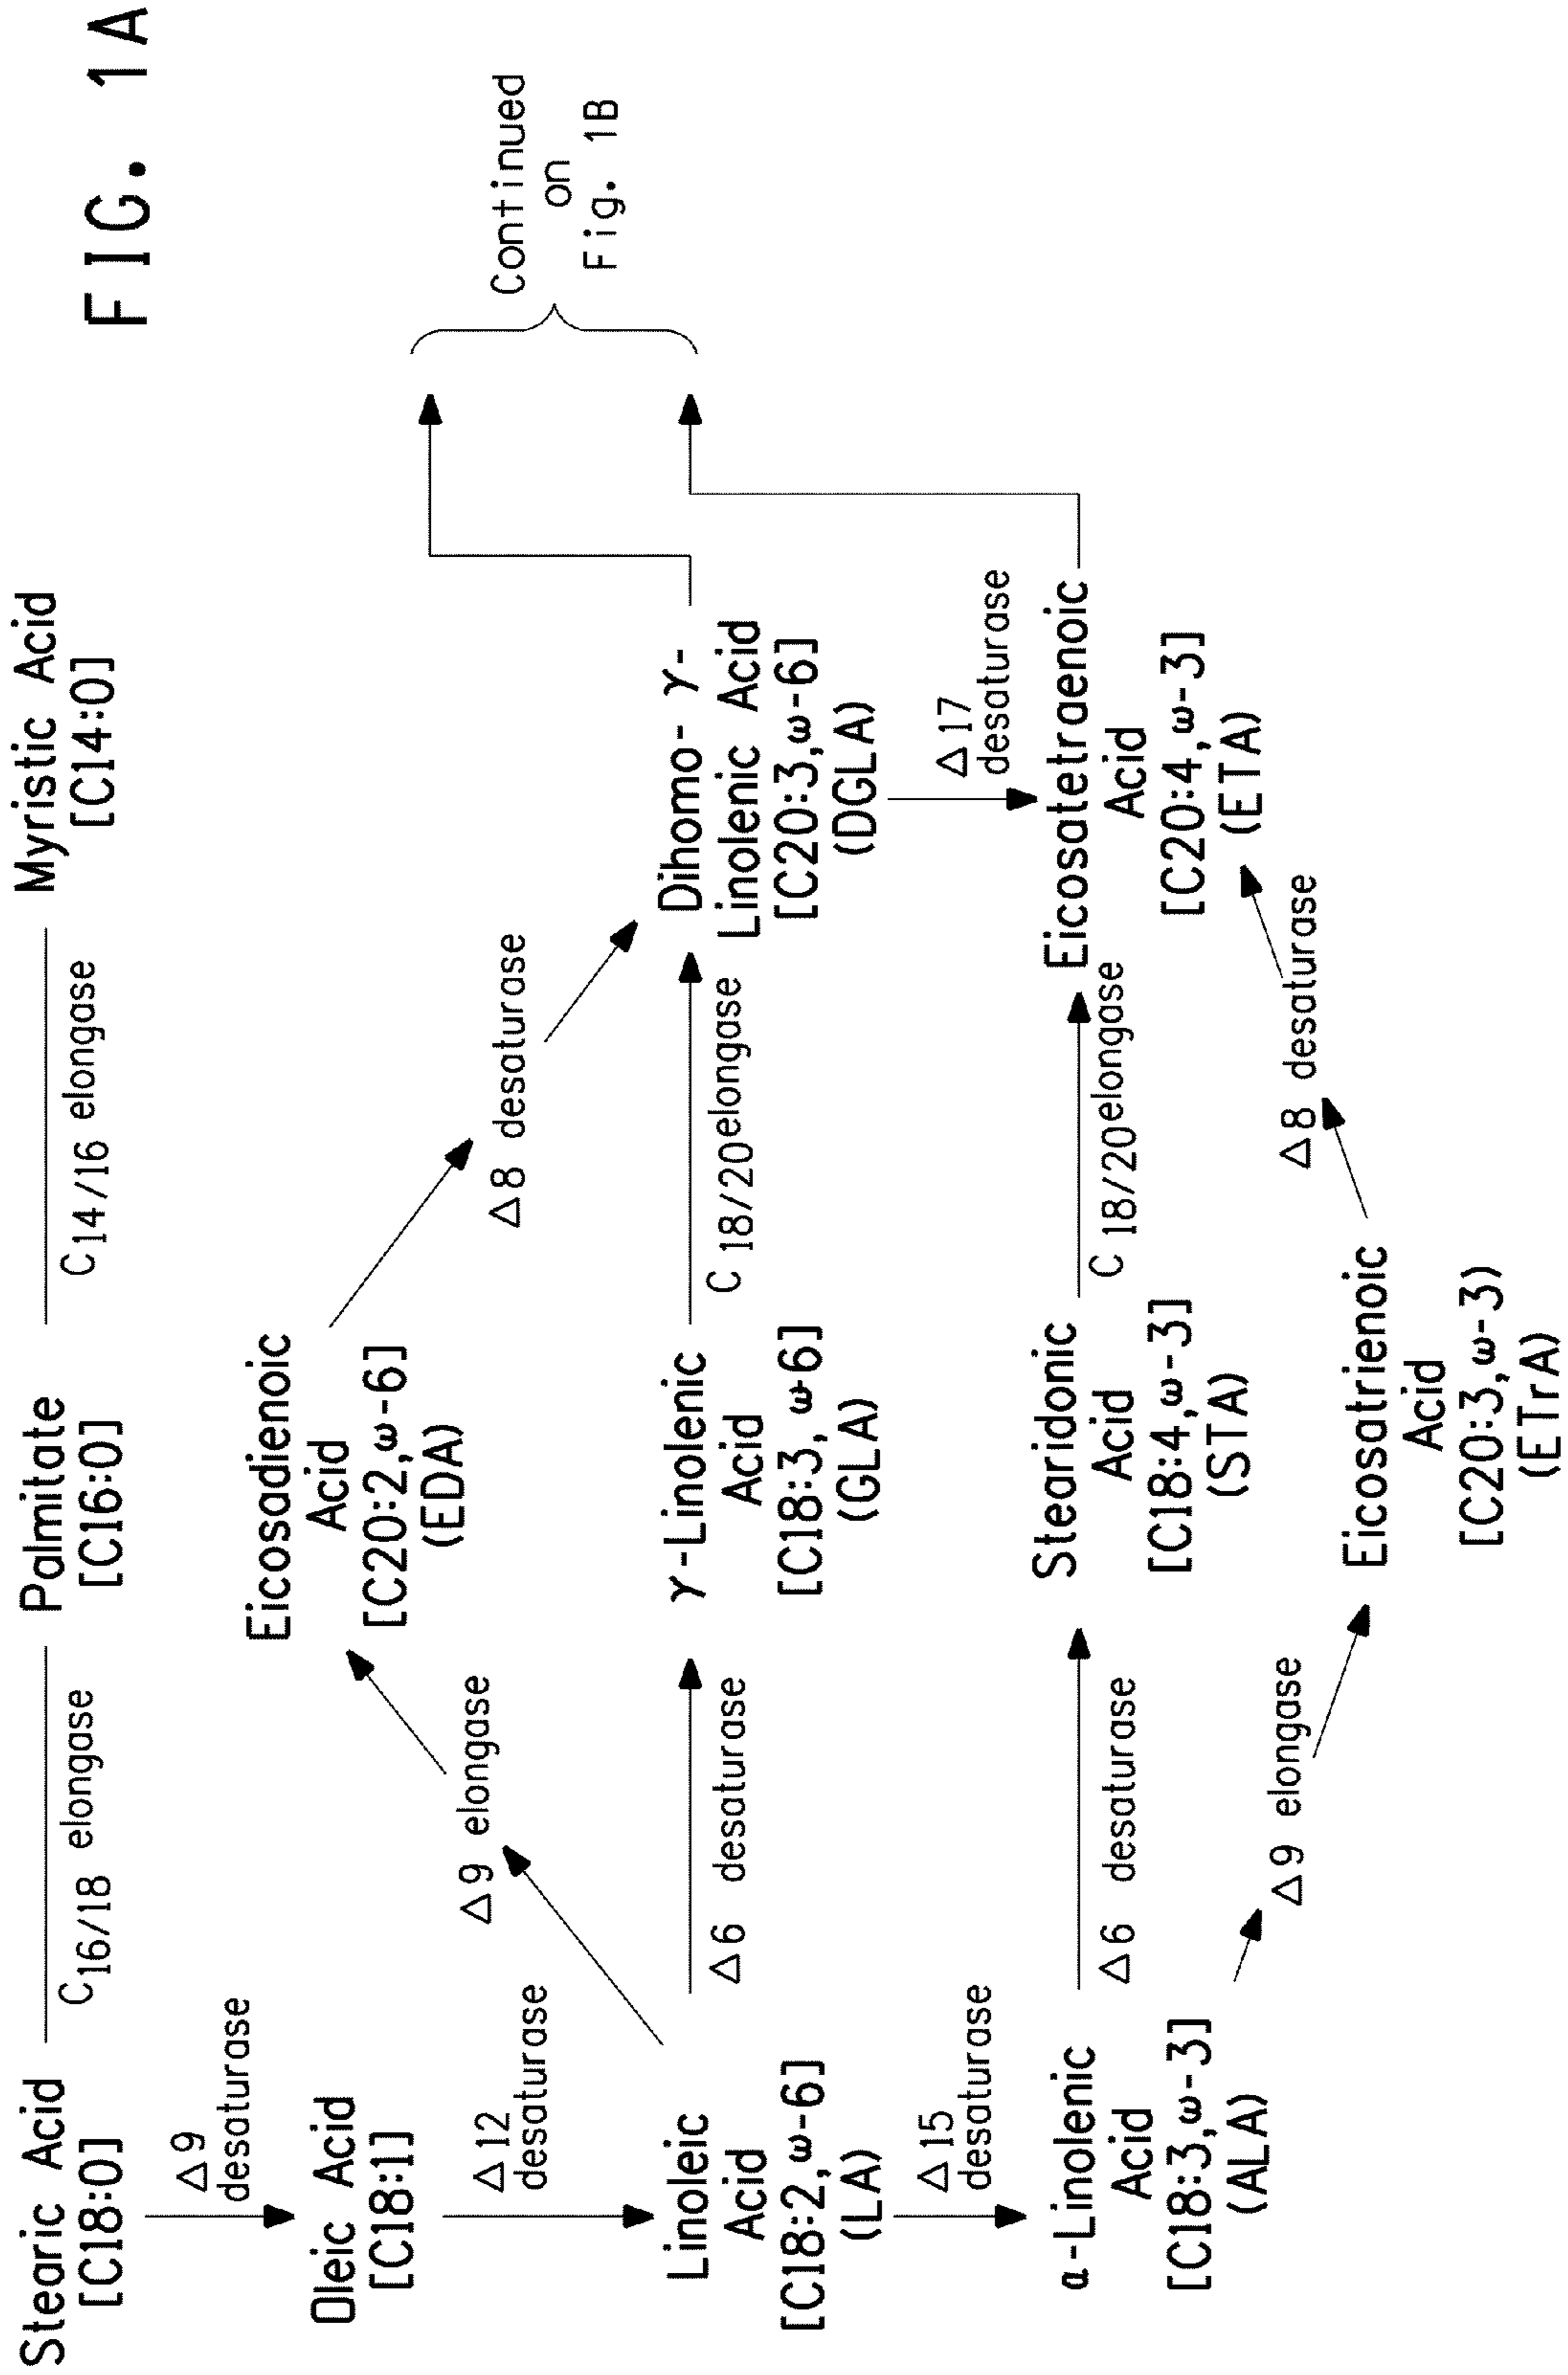 FIG. 1A
Stearic Acid
[C18:0]
C16/18 elongase
Palmitate
[C16:0]
C14/16 elongase
Myristic Acid
[C14:0]
Δ9
desaturase
Oleic Acid
[C18:1]
Δ12
desaturase
Δ9 elongase
Eicosadienoic
Acid
[C20:2,ω-6]
(EDA)
Δ8 desaturase
Continued
on
Fig. 1B
Linoleic
Acid
[C18:2,ω-6]
(LA)
Δ6 desaturase
γ-Linolenic
Acid
[C18:3, ω-6]
(GLA)
C18/20elongase
Dihomo- γ-
Linolenic Acid
[C20:3,ω-6]
(DGLA)
Δ15
desaturase
Δ17
desaturase
α-Linolenic
Acid
[C18:3,ω-3]
(ALA)
Δ6 desaturase
Stearidonic
Acid
[C18:4,ω-3]
(STA)
C18/20elongase
Eicosatetraenoic
Acid
[C20:4,ω-3]
(ETA)
Δ9 elongase
Eicosatrienoic
Acid
[C20:3,ω-3)
(ETrA)
Δ8 desaturase